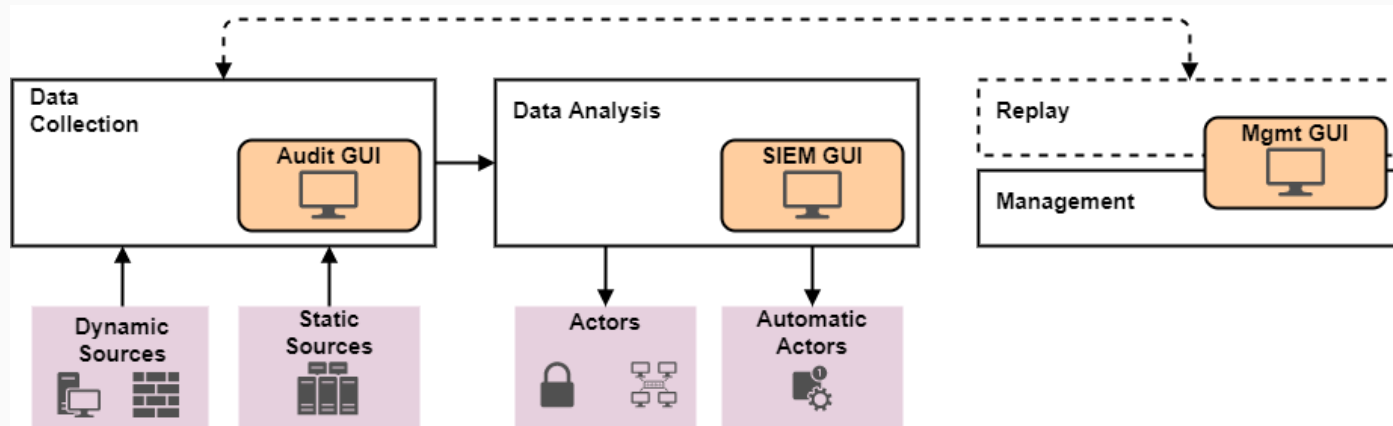 Data
Collection
Audit GUI
Data Analysis
SIEM GUI
Replay
Mgmt GUI
Management
Dynamic
Sources
Static
Sources
Actors
Automatic
Actors
1